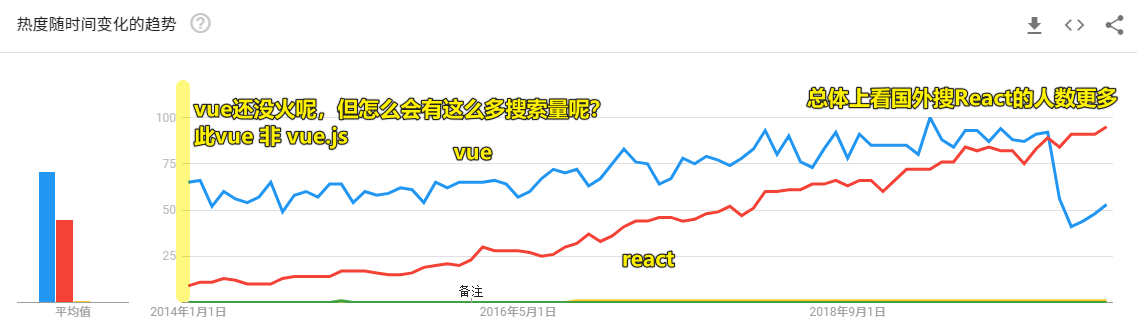 热度随时间变化的趋势
vue还没火呢，但怎么会有这么多搜索量呢?
此vue 非 vue.js
总体上看国外搜React的人数更多
vue
react
100
75
50
25
备注
平均值
2014年1月1日
2016年5月1日
2018年9月1日